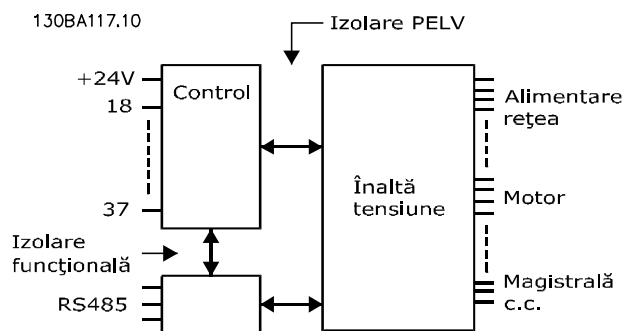 130BA117.10
Izolare PELV
+24V
Control
18
37
Alimentare
reţea
Înaltă
tensiune
Motor
Izolare
funcţională
RS485
Magistrală
c.c.